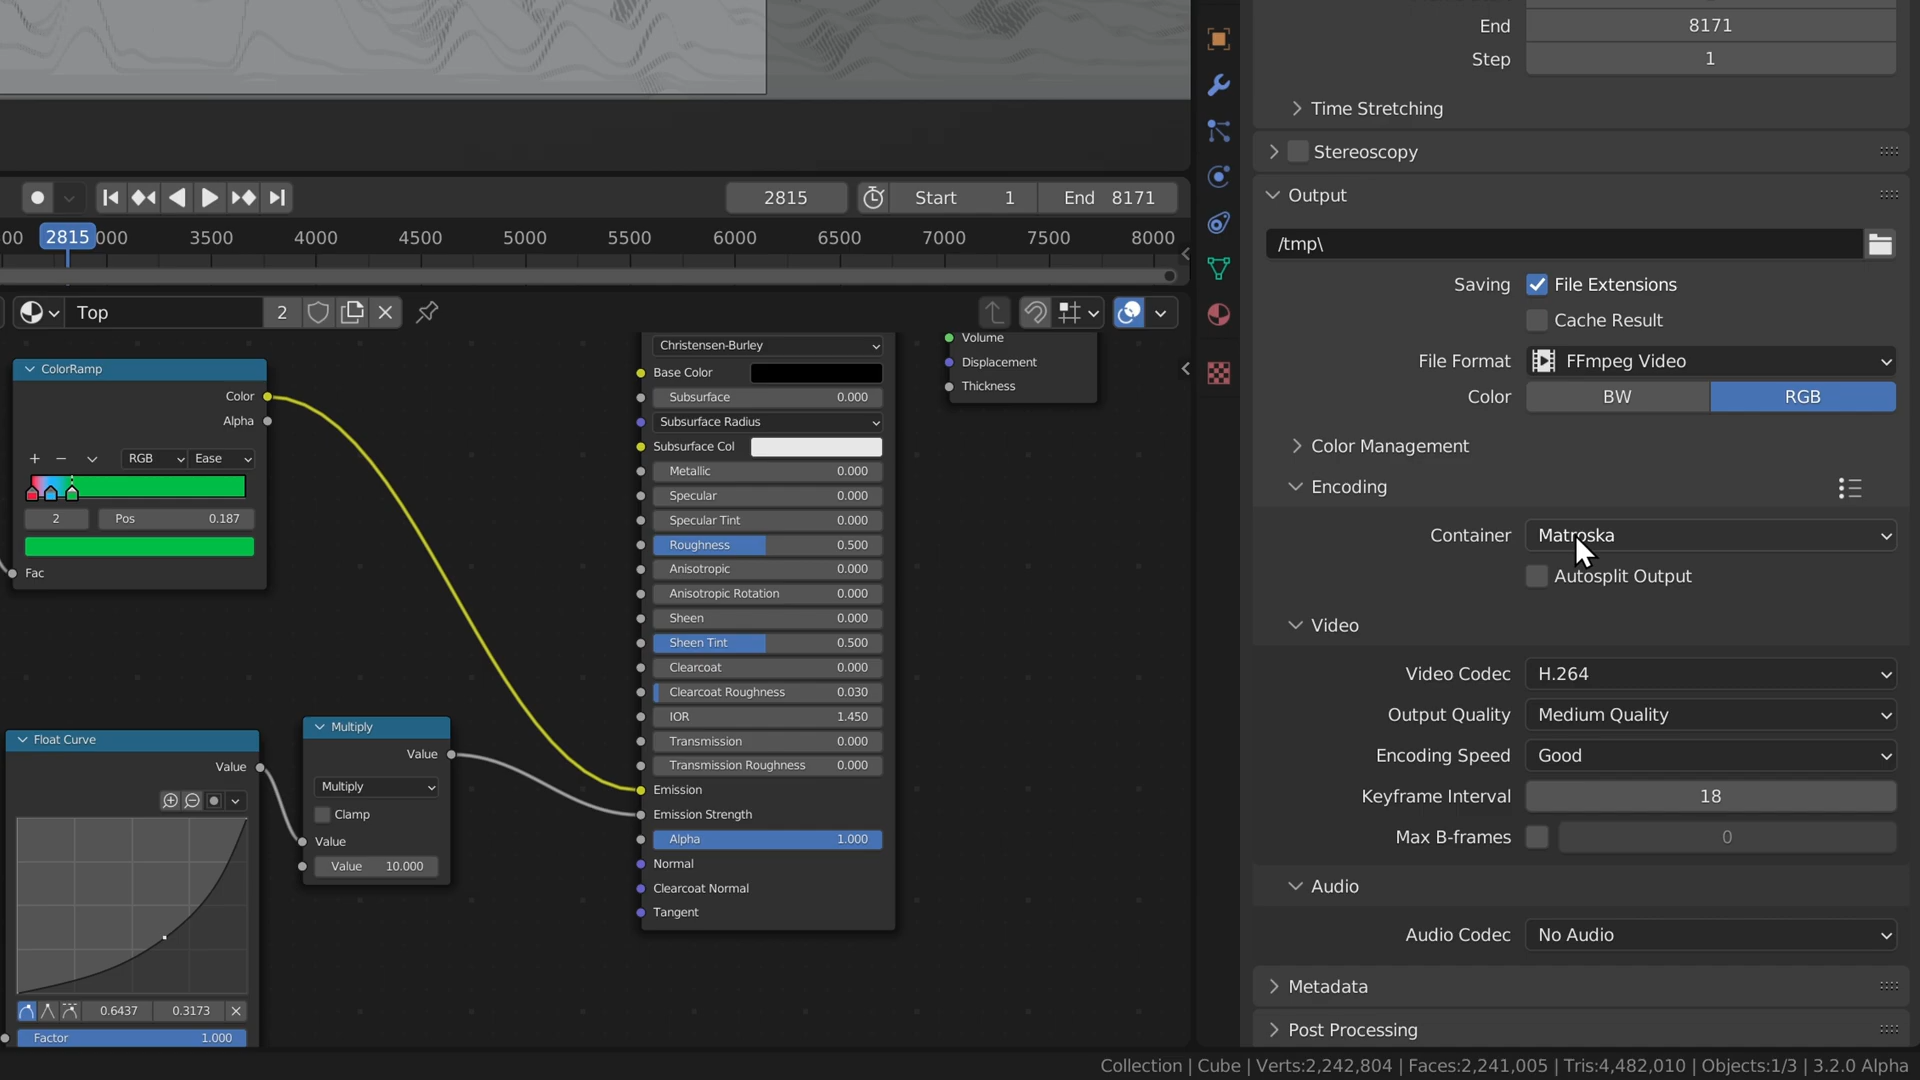 End 8171
Step 1
Time Stretching
Stereoscopy
2815 Start 1 End 8171
Output
00 2815 000 3500 4000 4500 5000 5500 6000 6500 7000 7500 8000
/tmp\
Saving File Extensions
Cache Result
Top 2
File Format FFmpeg Video
Color BW RGB
Color Management
Encoding
Container Matroska
Autosplit Output
Video
Video Codec H.264
Output Quality Medium Quality
Encoding Speed Good
Keyframe Interval 18
Max B-frames 0
Audio
Audio Codec No Audio
Metadata
Post Processing
ColorRamp
Color
Alpha
RGB Ease
2 Pos 0.187
Fac
Float Curve
Value
0.6437 0.3173
Factor 1.000
Multiply
Value
Multiply
Clamp
Value
Value 10.000
Christensen-Burley
Base Color
Subsurface 0.000
Subsurface Radius
Subsurface Col
Metallic 0.000
Specular 0.000
Specular Tint 0.000
Roughness 0.500
Anisotropic 0.000
Anisotropic Rotation 0.000
Sheen 0.000
Sheen Tint 0.500
Clearcoat 0.000
Clearcoat Roughness 0.030
IOR 1.450
Transmission 0.000
Transmission Roughness 0.000
Emission
Emission Strength
Alpha 1.000
Normal
Clearcoat Normal
Tangent
Volume
Displacement
Thickness
Collection | Cube | Verts:2,242,804 | Faces:2,241,005 | Tris:4,482,010 | Objects:1/3 | 3.2.0 Alpha